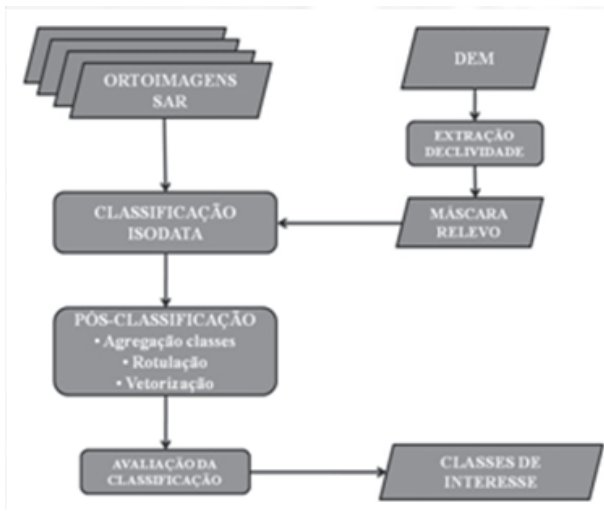 ORTOIMAGENS
SAR
DEM
EXTRAÇÃO
DECLIVIDADE
MÁSCARA
RELEVO
CLASSIFICAÇÃO
ISODATA
PÓS-CLASSIFICAÇÃO
• Agregação classes
• Rotulação
• Vetorização
AVALIAÇÃO DA
CLASSIFICAÇÃO
CLASSES DE
INTERESSE